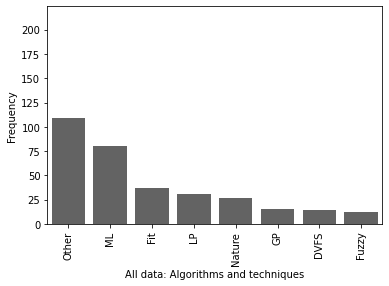 Frequency
200
175
150
125
100
75
50
25
0
Other
ML
Fit
LP
Nature
GP
DVFS
Fuzzy
All data: Algorithms and techniques